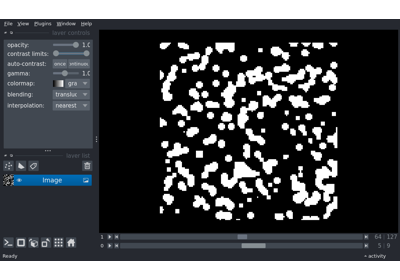 File View Plugins Window Help
layer controls
opacity: 1.0
contrast limits:
auto-contrast: once
gamma: 1.0
colormap: gra
blending: translu
interpolation: nearest
layer list
Image
1 64 127
0 5 9
Ready activity